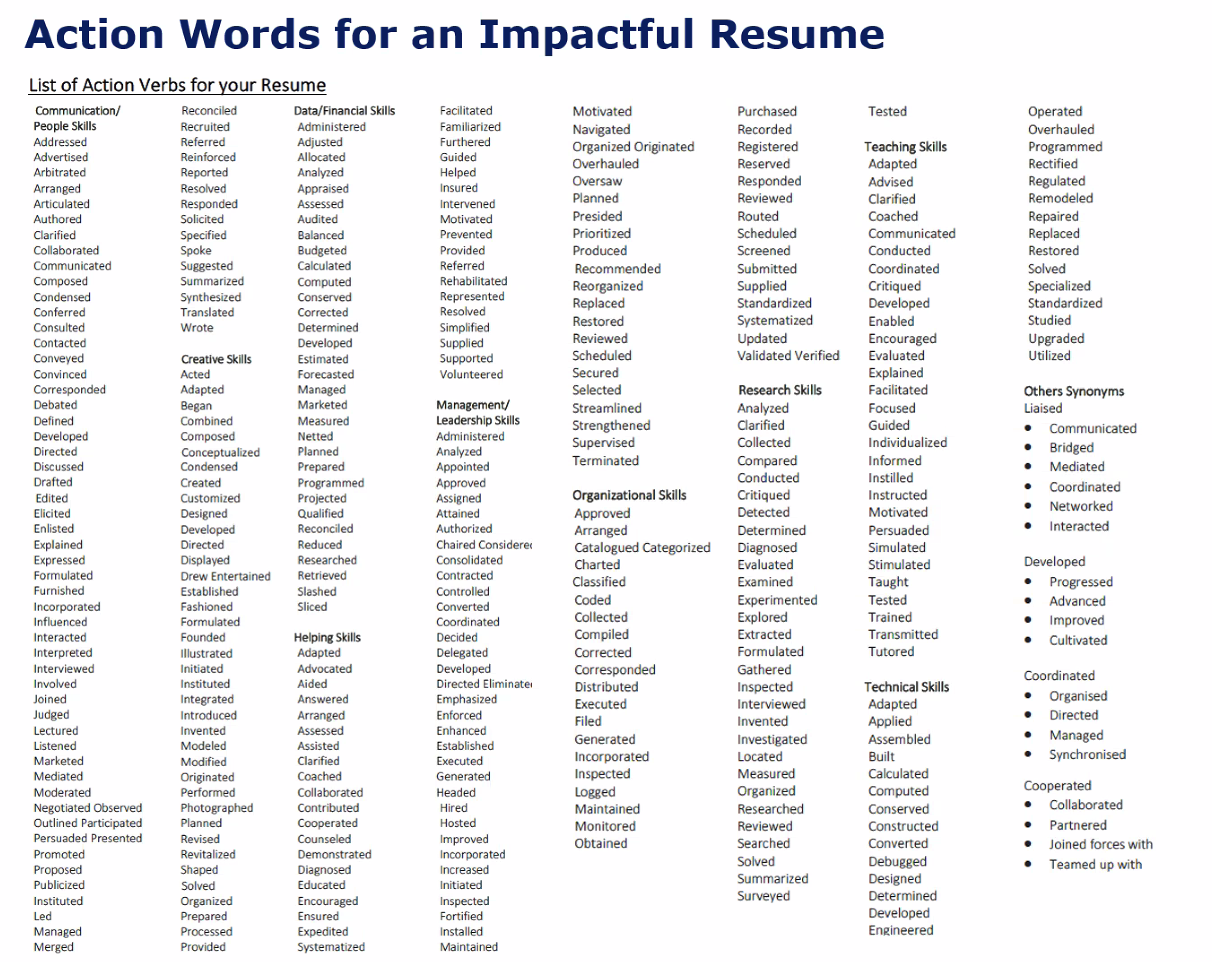 Action Words for an Impactful Resume
List of Action Verbs for your Resume
Communication/
People Skills
Addressed
Advertised
Arbitrated
Arranged
Articulated
Authored
Clarified
Collaborated
Communicated
Composed
Condensed
Conferred
Consulted
Contacted
Conveyed
Convinced
Corresponded
Debated
Defined
Developed
Directed
Discussed
Drafted
Edited
Elicited
Enlisted
Explained
Expressed
Formulated
Furnished
Incorporated
Influenced
Interacted
Interpreted
Interviewed
Involved
Joined
Judged
Lectured
Listened
Marketed
Mediated
Moderated
Negotiated Observed
Outlined Participated
Persuaded Presented
Promoted
Proposed
Publicized
Instituted
Led
Managed
Merged
Reconciled
Recruited
Referred
Reinforced
Reported
Resolved
Responded
Solicited
Specified
Spoke
Suggested
Summarized
Synthesized
Translated
Wrote
Creative Skills
Acted
Adapted
Began
Combined
Composed
Conceptualized
Condensed
Created
Customized
Designed
Developed
Directed
Displayed
Drew Entertained
Established
Fashioned
Formulated
Founded
Illustrated
Initiated
Instituted
Integrated
Introduced
Invented
Modeled
Modified
Originated
Performed
Photographed
Planned
Revised
Revitalized
Shaped
Solved
Organized
Prepared
Processed
Provided
Data/Financial Skills
Administered
Adjusted
Allocated
Analyzed
Appraised
Assessed
Audited
Balanced
Budgeted
Calculated
Computed
Conserved
Corrected
Determined
Developed
Estimated
Forecasted
Managed
Marketed
Measured
Netted
Planned
Prepared
Programmed
Projected
Qualified
Reconciled
Reduced
Researched
Retrieved
Slashed
Sliced
Helping Skills
Adapted
Advocated
Aided
Answered
Arranged
Assessed
Assisted
Clarified
Coached
Collaborated
Contributed
Cooperated
Counseled
Demonstrated
Diagnosed
Educated
Encouraged
Ensured
Expedited
Systematized
Facilitated
Familiarized
Furthered
Guided
Helped
Insured
Intervened
Motivated
Prevented
Provided
Referred
Rehabilitated
Represented
Resolved
Simplified
Supplied
Supported
Volunteered
Management/
Leadership Skills
Administered
Analyzed
Appointed
Approved
Assigned
Attained
Authorized
Chaired Considered
Consolidated
Contracted
Controlled
Converted
Coordinated
Decided
Delegated
Developed
Directed Eliminate
Emphasized
Enforced
Enhanced
Established
Executed
Generated
Headed
Hired
Hosted
Improved
Incorporated
Increased
Initiated
Inspected
Fortified
Installed
Maintained
Motivated
Navigated
Organized Originated
Overhauled
Oversaw
Planned
Presided
Prioritized
Produced
Recommended
Reorganized
Replaced
Restored
Reviewed
Scheduled
Secured
Selected
Streamlined
Strengthened
Supervised
Terminated
Organizational Skills
Approved
Arranged
Catalogued Categorized
Charted
Classified
Coded
Collected
Compiled
Corrected
Corresponded
Distributed
Executed
Filed
Generated
Incorporated
Inspected
Logged
Maintained
Monitored
Obtained
Purchased
Recorded
Registered
Reserved
Responded
Reviewed
Routed
Scheduled
Screened
Submitted
Supplied
Standardized
Systematized
Updated
Validated Verified
Research Skills
Analyzed
Clarified
Collected
Compared
Conducted
Critiqued
Detected
Determined
Diagnosed
Evaluated
Examined
Experimented
Explored
Extracted
Formulated
Gathered
Inspected
Interviewed
Invented
Investigated
Located
Measured
Organized
Researched
Reviewed
Searched
Solved
Summarized
Surveyed
Tested
Teaching Skills
Adapted
Advised
Clarified
Coached
Communicated
Conducted
Coordinated
Critiqued
Developed
Enabled
Encouraged
Evaluated
Explained
Facilitated
Focused
Guided
Individualized
Informed
Instilled
Instructed
Motivated
Persuaded
Simulated
Stimulated
Taught
Tested
Trained
Transmitted
Tutored
Technical Skills
Adapted
Applied
Assembled
Built
Calculated
Computed
Conserved
Constructed
Converted
Debugged
Designed
Determined
Developed
Engineered
Operated
Overhauled
Programmed
Rectified
Regulated
Remodeled
Repaired
Replaced
Restored
Solved
Specialized
Standardized
Studied
Upgraded
Utilized
Others Synonyms
Liaised
• Communicated
• Bridged
• Mediated
• Coordinated
• Networked
• Interacted
Developed
• Progressed
• Advanced
• Improved
• Cultivated
Coordinated
• Organised
• Directed
• Managed
• Synchronised
Cooperated
• Collaborated
• Partnered
• Joined forces with
• Teamed up with